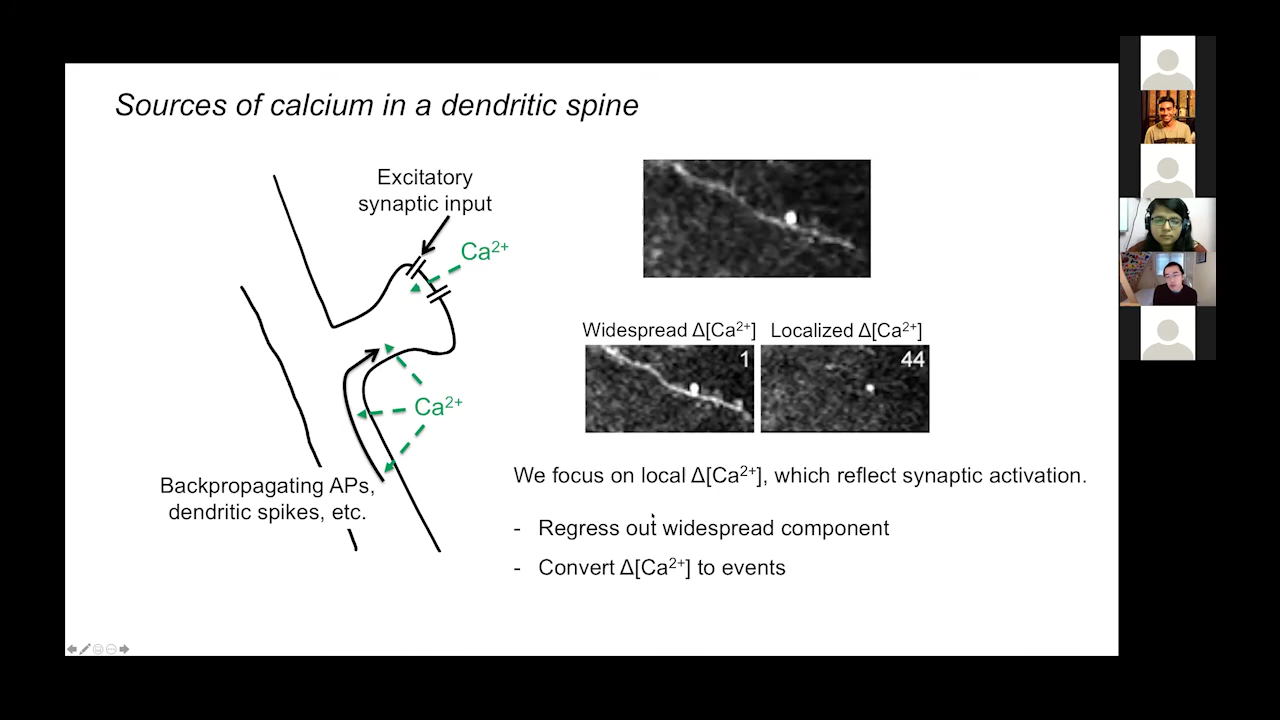 Sources of calcium in a dendritic spine
Excitatory
synaptic input
Ca²⁺
Ca²⁺
Backpropagating APs,
dendritic spikes, etc.
Widespread Δ[Ca²⁺]
Localized Δ[Ca²⁺]
1
44
We focus on local Δ[Ca²⁺], which reflect synaptic activation.
- Regress out widespread component
- Convert Δ[Ca²⁺] to events